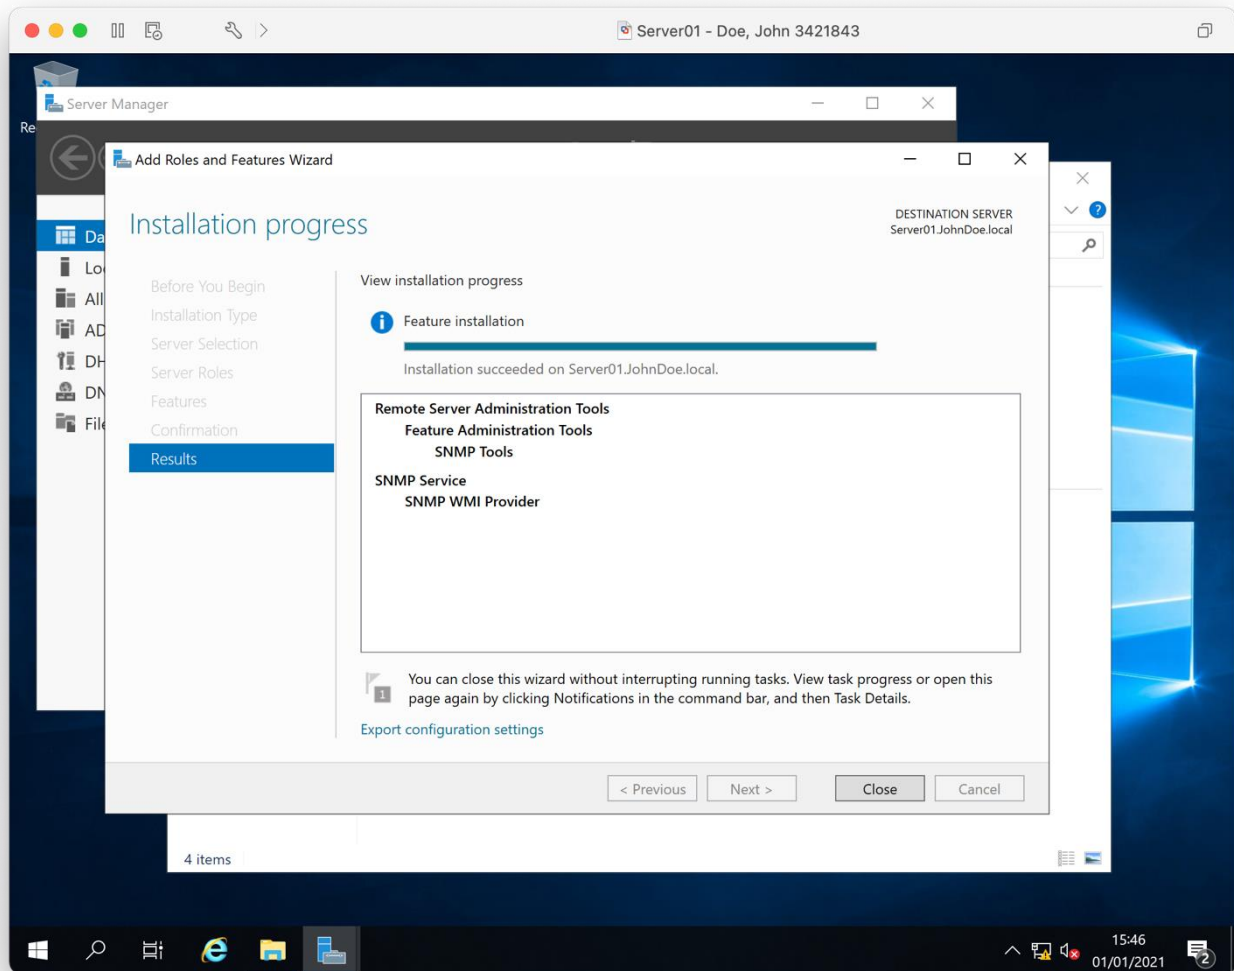 Server01 - Doe, John 3421843
Server Manager
Re
Add Roles and Features Wizard
Installation progress
DESTINATION SERVER
Server01.JohnDoe.local
Da
Lo
All
AD
DH
DN
File
Before You Begin
Installation Type
Server Selection
Server Roles
Features
Confirmation
Results
View installation progress
Feature installation
Installation succeeded on Server01.JohnDoe.local.
Remote Server Administration Tools
Feature Administration Tools
SNMP Tools
SNMP Service
SNMP WMI Provider
1
You can close this wizard without interrupting running tasks. View task progress or open this
page again by clicking Notifications in the command bar, and then Task Details.
Export configuration settings
< Previous
Next >
Close
Cancel
4 items
15:46
01/01/2021
2